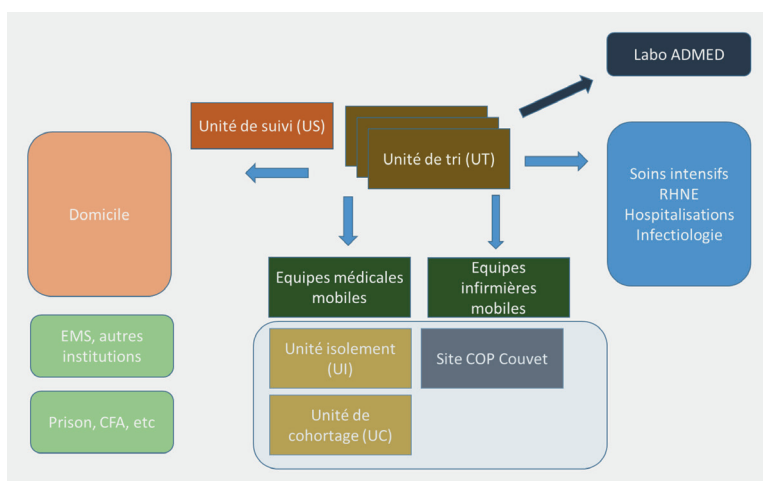 Labo ADMED
Unité de suivi (US)
Unité de tri (UT)
Domicile
Soins intensifs
RHNE
Hospitalisations
Infectiologie
Equipes médicales
mobiles
Equipes
infirmières
mobiles
EMS, autres
institutions
Unité isolement
(UI)
Site COP Couvet
Prison, CFA, etc
Unité de
cohortage (UC)